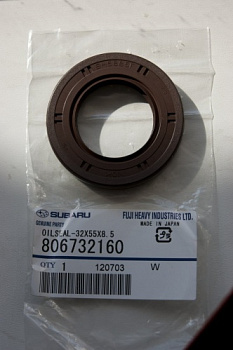 SUBARU
GENUINE PARTS
FUJI HEAVY INDUSTRIES LTD.
MADE IN JAPAN
OILSEAL-32X55X8.5
806732160
QTY 1 120703 W